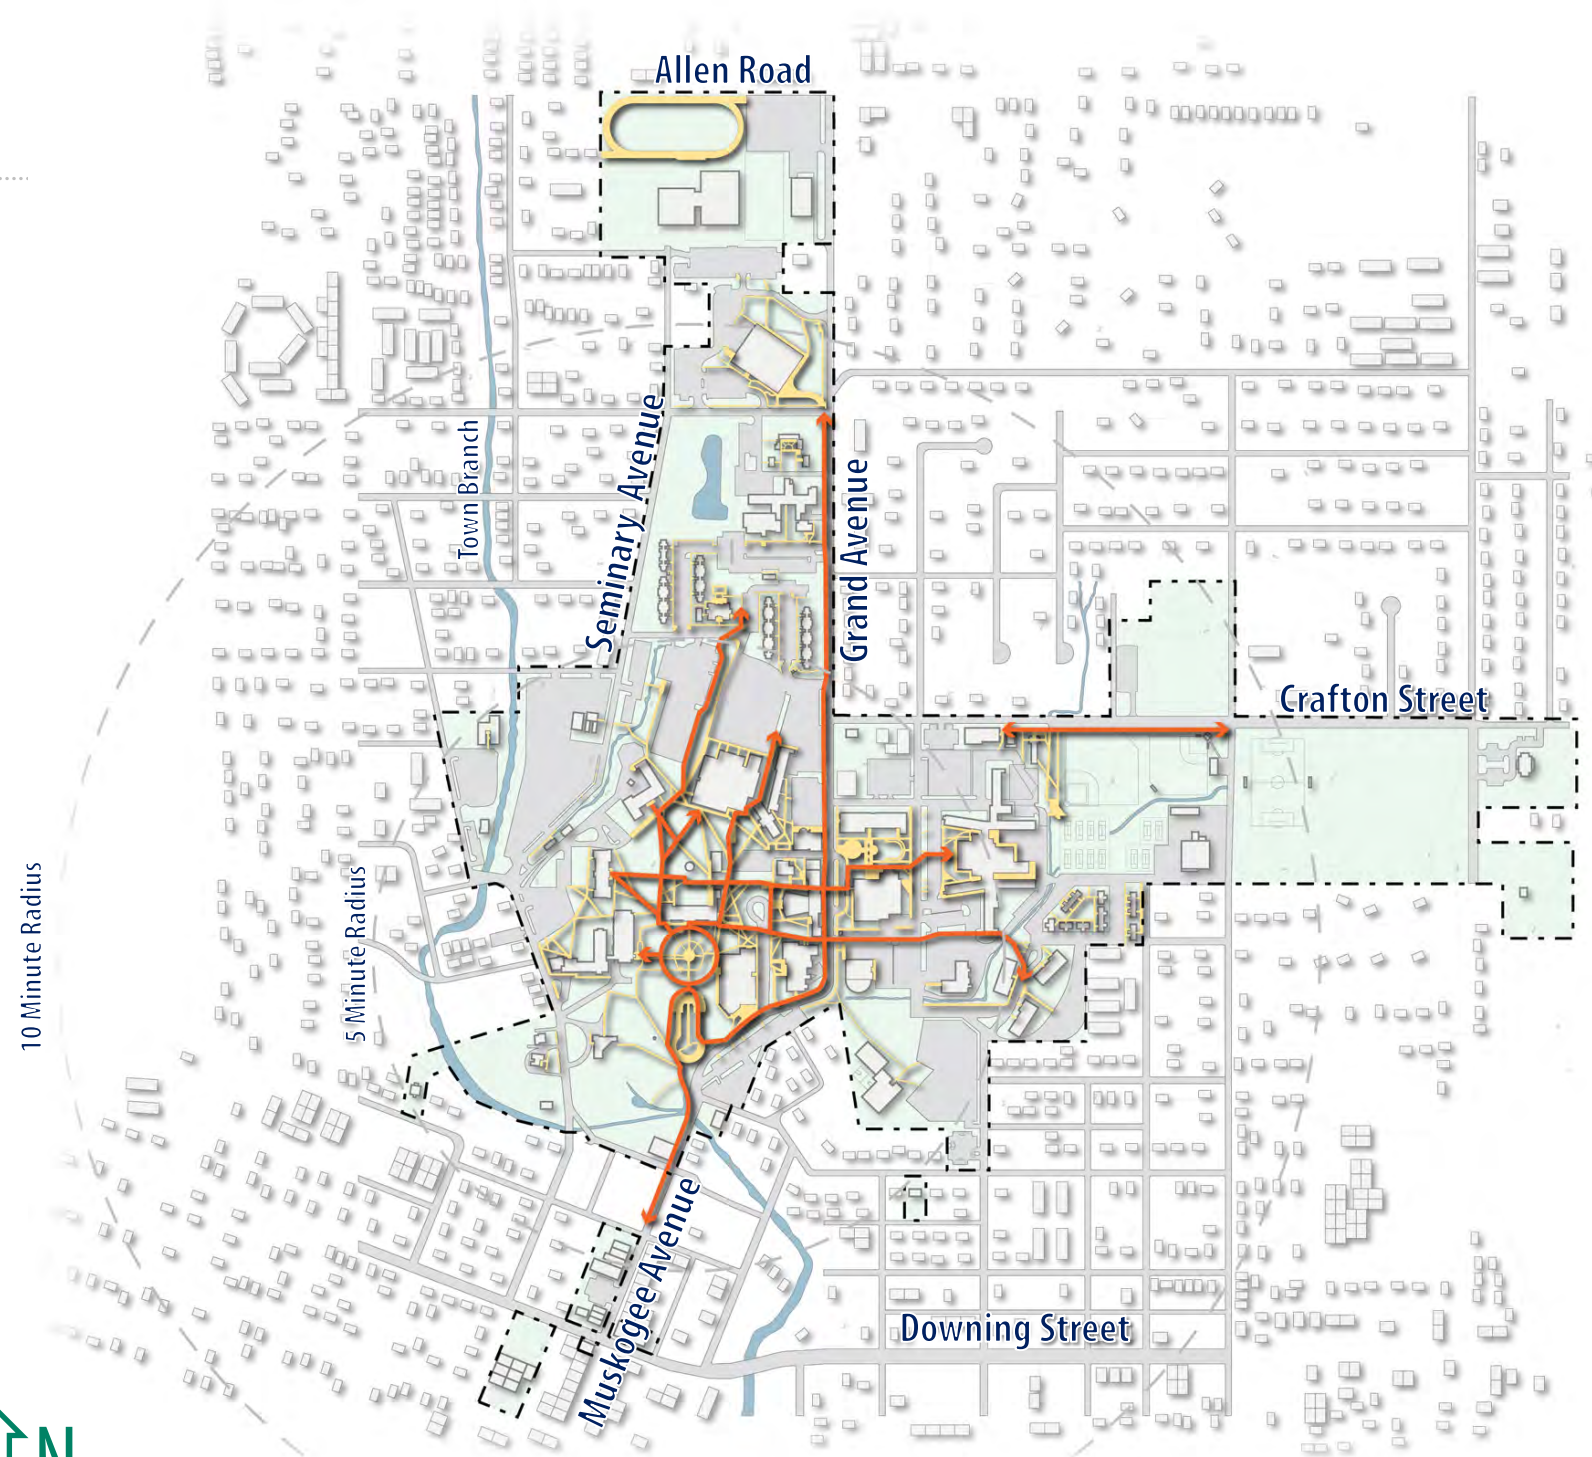 Allen Road
Town Branch
Seminary Avenue
Grand Avenue
Crafton Street
10 Minute Radius
5 Minute Radius
Muskogee Avenue
Downing Street
N